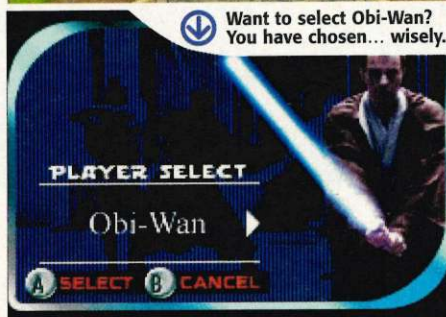 Want to select Obi-Wan?
You have chosen... wisely.
PLAYER SELECT
Obi-Wan
A SELECT B CANCEL